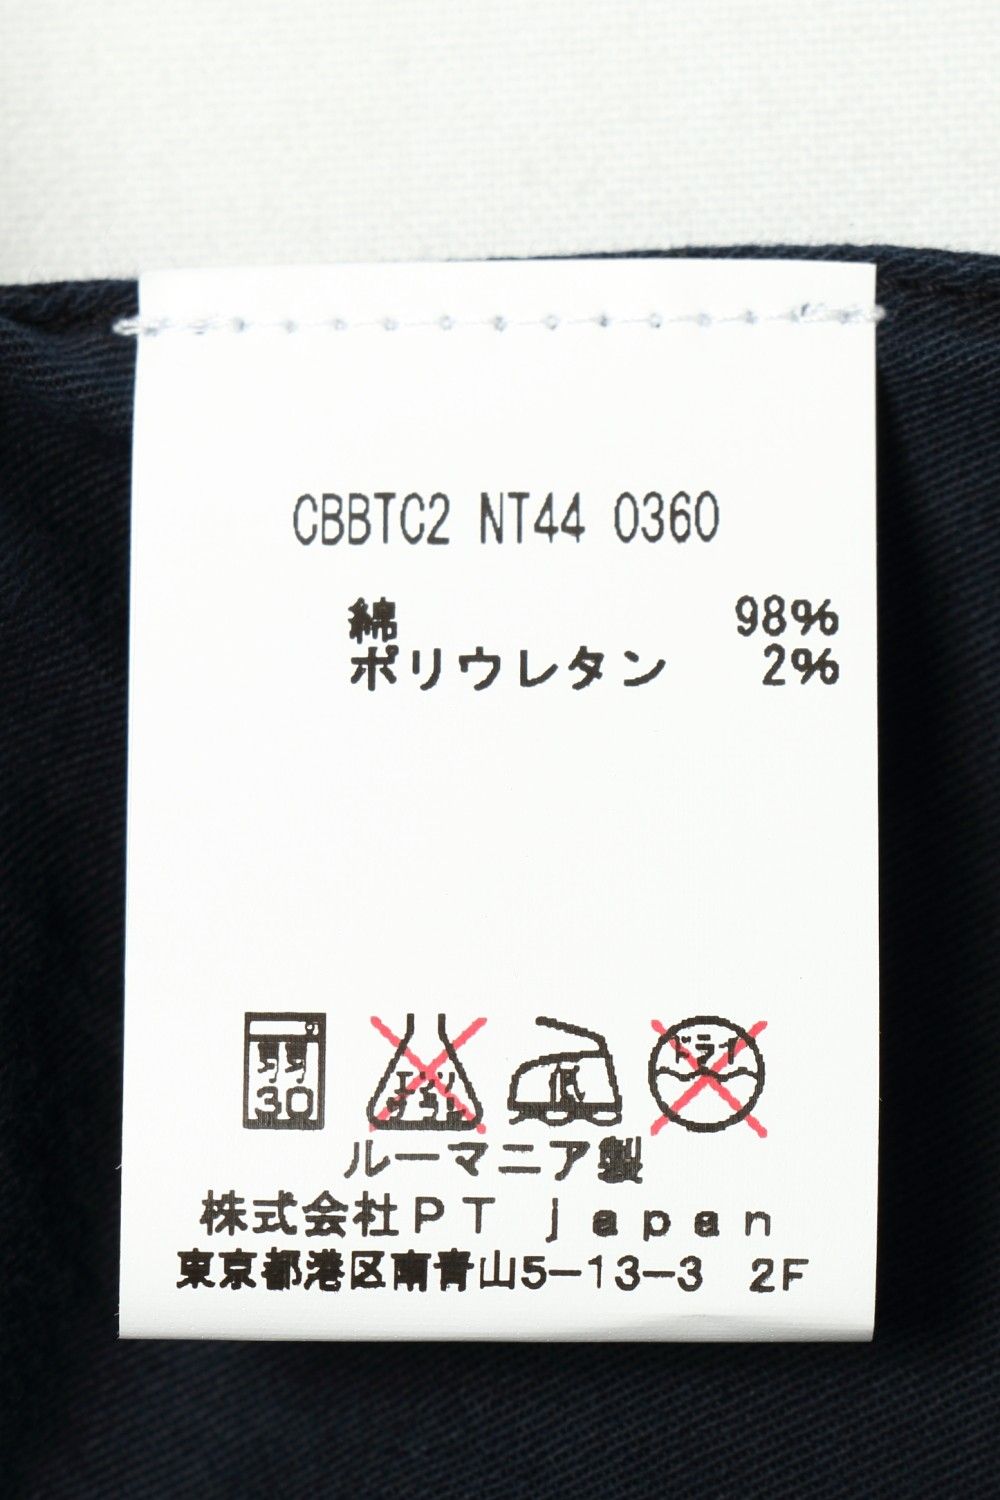 CBBTC2 NT44 0360
綿 98%
ポリウレタン 2%
30 ドライ
ルーマニア製
株式会社PT japan
東京都港区南青山5-13-3 2F